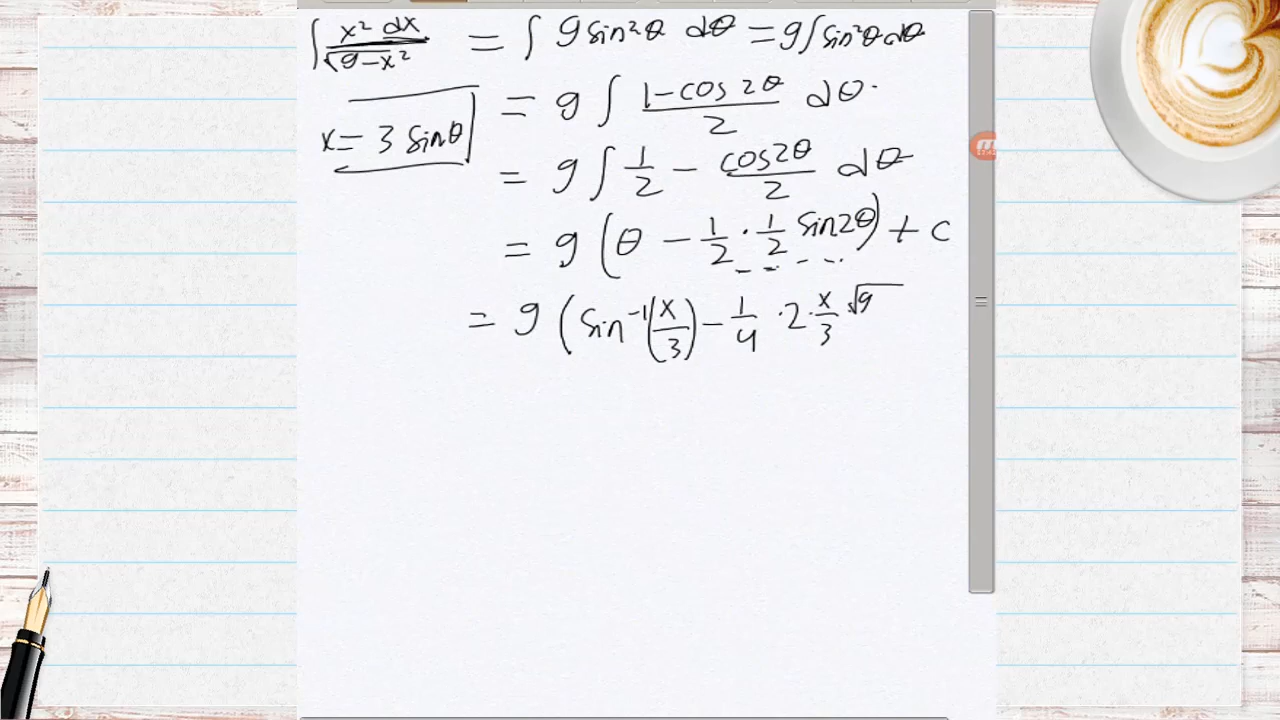 ∫ x² dx / √(9−x²) = ∫ 9 sin²θ dθ = 9∫ sin²θ dθ
x = 3 sinθ
= 9 ∫ (1−cos 2θ)/2 dθ
= 9 ∫ 1/2 − cos2θ/2 dθ
= 9 (θ − 1/2 · 1/2 sin2θ) + c
= 9 (sin⁻¹(x/3) − 1/4 · 2 · x/3 √9